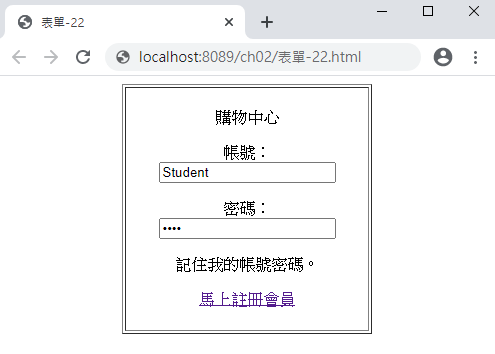 表單-22
localhost:8089/ch02/表單-22.html
購物中心
帳號：
Student
密碼：
••••
記住我的帳號密碼。
馬上註冊會員